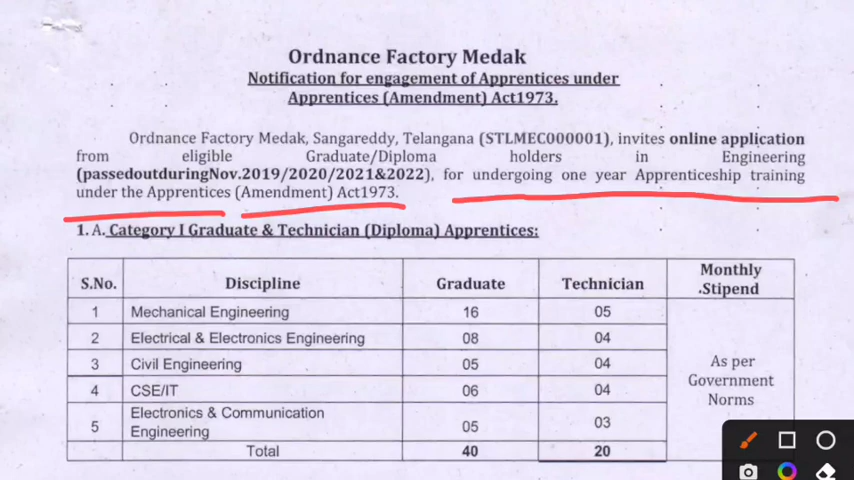 Ordnance Factory Medak
Notification for engagement of Apprentices under
Apprentices (Amendment) Act1973.
Ordnance Factory Medak, Sangareddy, Telangana (STLMEC000001), invites online application
from eligible Graduate/Diploma holders in Engineering
(passedoutduringNov.2019/2020/2021&2022), for undergoing one year Apprenticeship training
under the Apprentices (Amendment) Act1973.
1. A. Category I Graduate & Technician (Diploma) Apprentices:
S.No. Discipline Graduate Technician Monthly .Stipend
1 Mechanical Engineering 16 05
2 Electrical & Electronics Engineering 08 04
3 Civil Engineering 05 04
4 CSE/IT 06 04
5 Electronics & Communication Engineering 05 03
As per
Government
Norms
Total 40 20